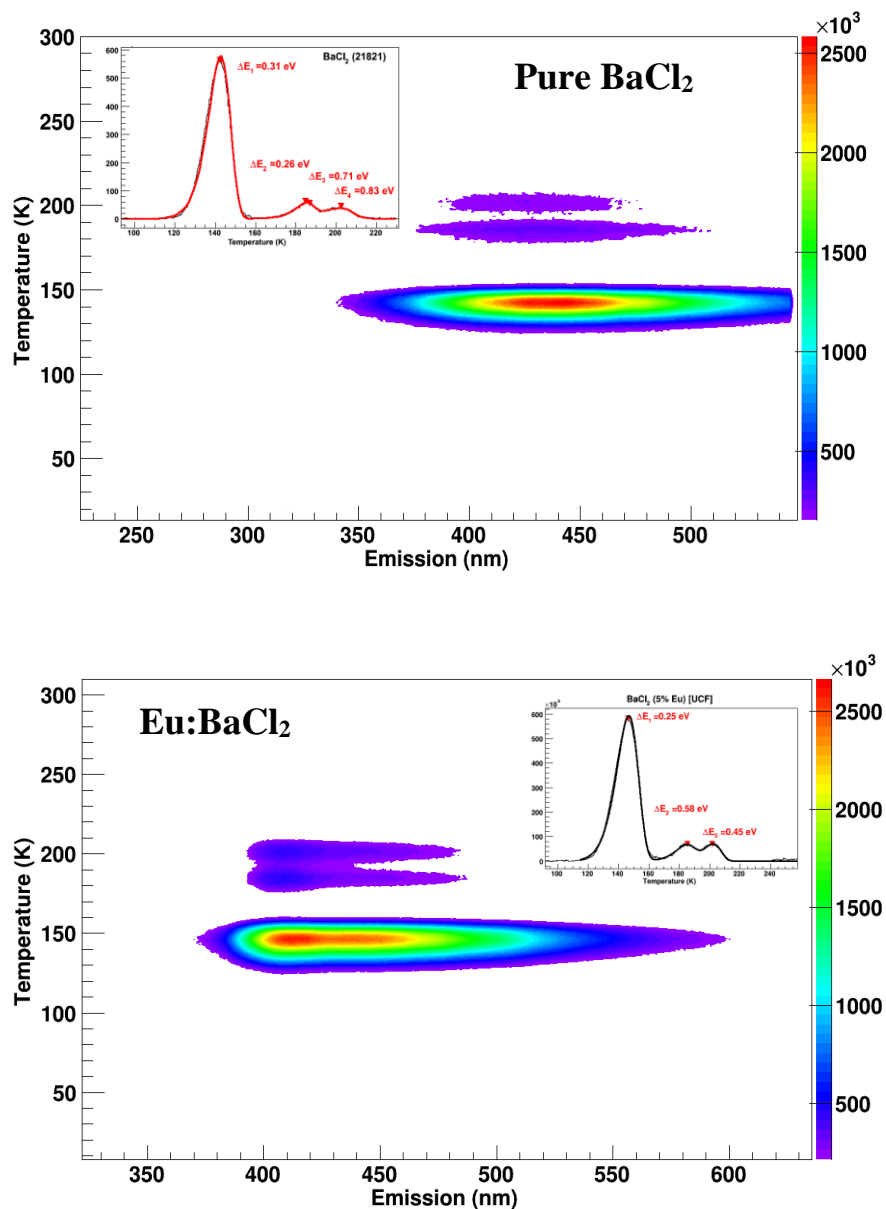 ×10³
Pure BaCl₂
Temperature (K)
300
250
200
150
100
50
250 300 350 400 450 500
Emission (nm)
2500
2000
1500
1000
500
BaCl₂ (21821)
ΔE₁ =0.31 eV
ΔE₂ =0.26 eV
ΔE₃ =0.71 eV
ΔE₄ =0.83 eV
600
500
400
300
200
100
0
100 120 140 160 180 200 220
Temperature (K)
×10³
Eu:BaCl₂
Temperature (K)
300
250
200
150
100
50
350 400 450 500 550 600
Emission (nm)
2500
2000
1500
1000
500
BaCl₂ (5% Eu) [UCF]
ΔE₁ =0.25 eV
ΔE₂ =0.58 eV
ΔE₃ =0.45 eV
600
500
400
300
200
100
0
100 120 140 160 180 200 220 240
Temperature (K)